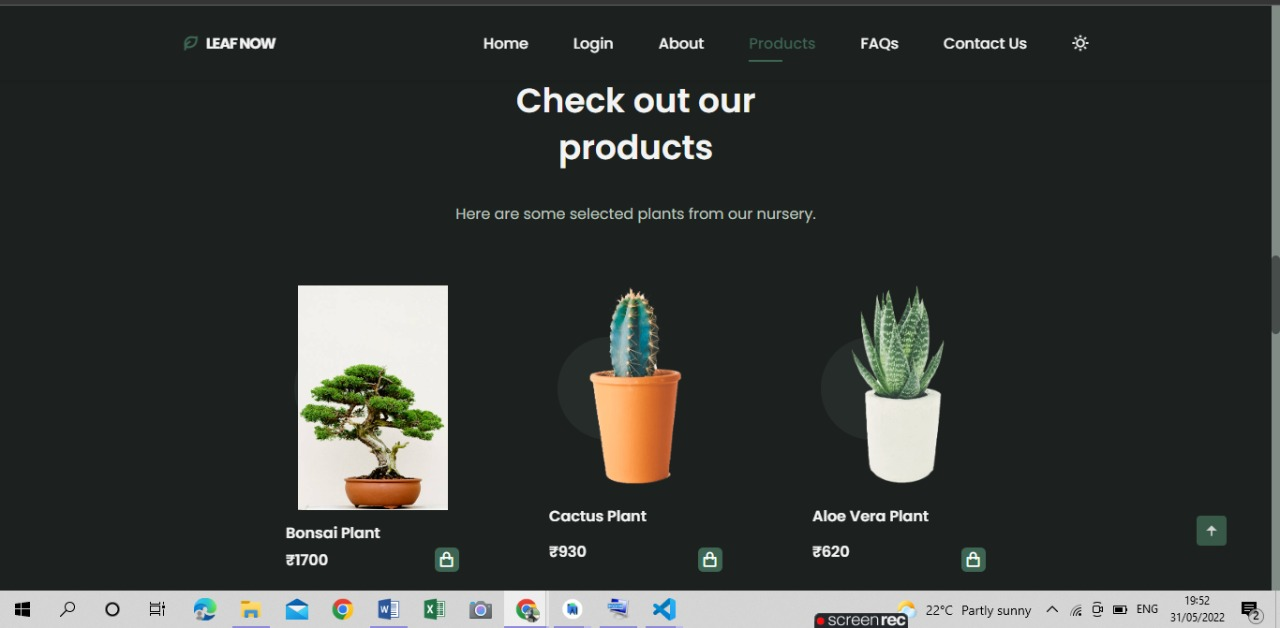 LEAF NOW
Home
Login
About
Products
FAQs
Contact Us
Check out our
products
Here are some selected plants from our nursery.
Bonsai Plant
₹1700
Cactus Plant
₹930
Aloe Vera Plant
₹620
screenrec
22°C Partly sunny
ENG
19:52
31/05/2022
2